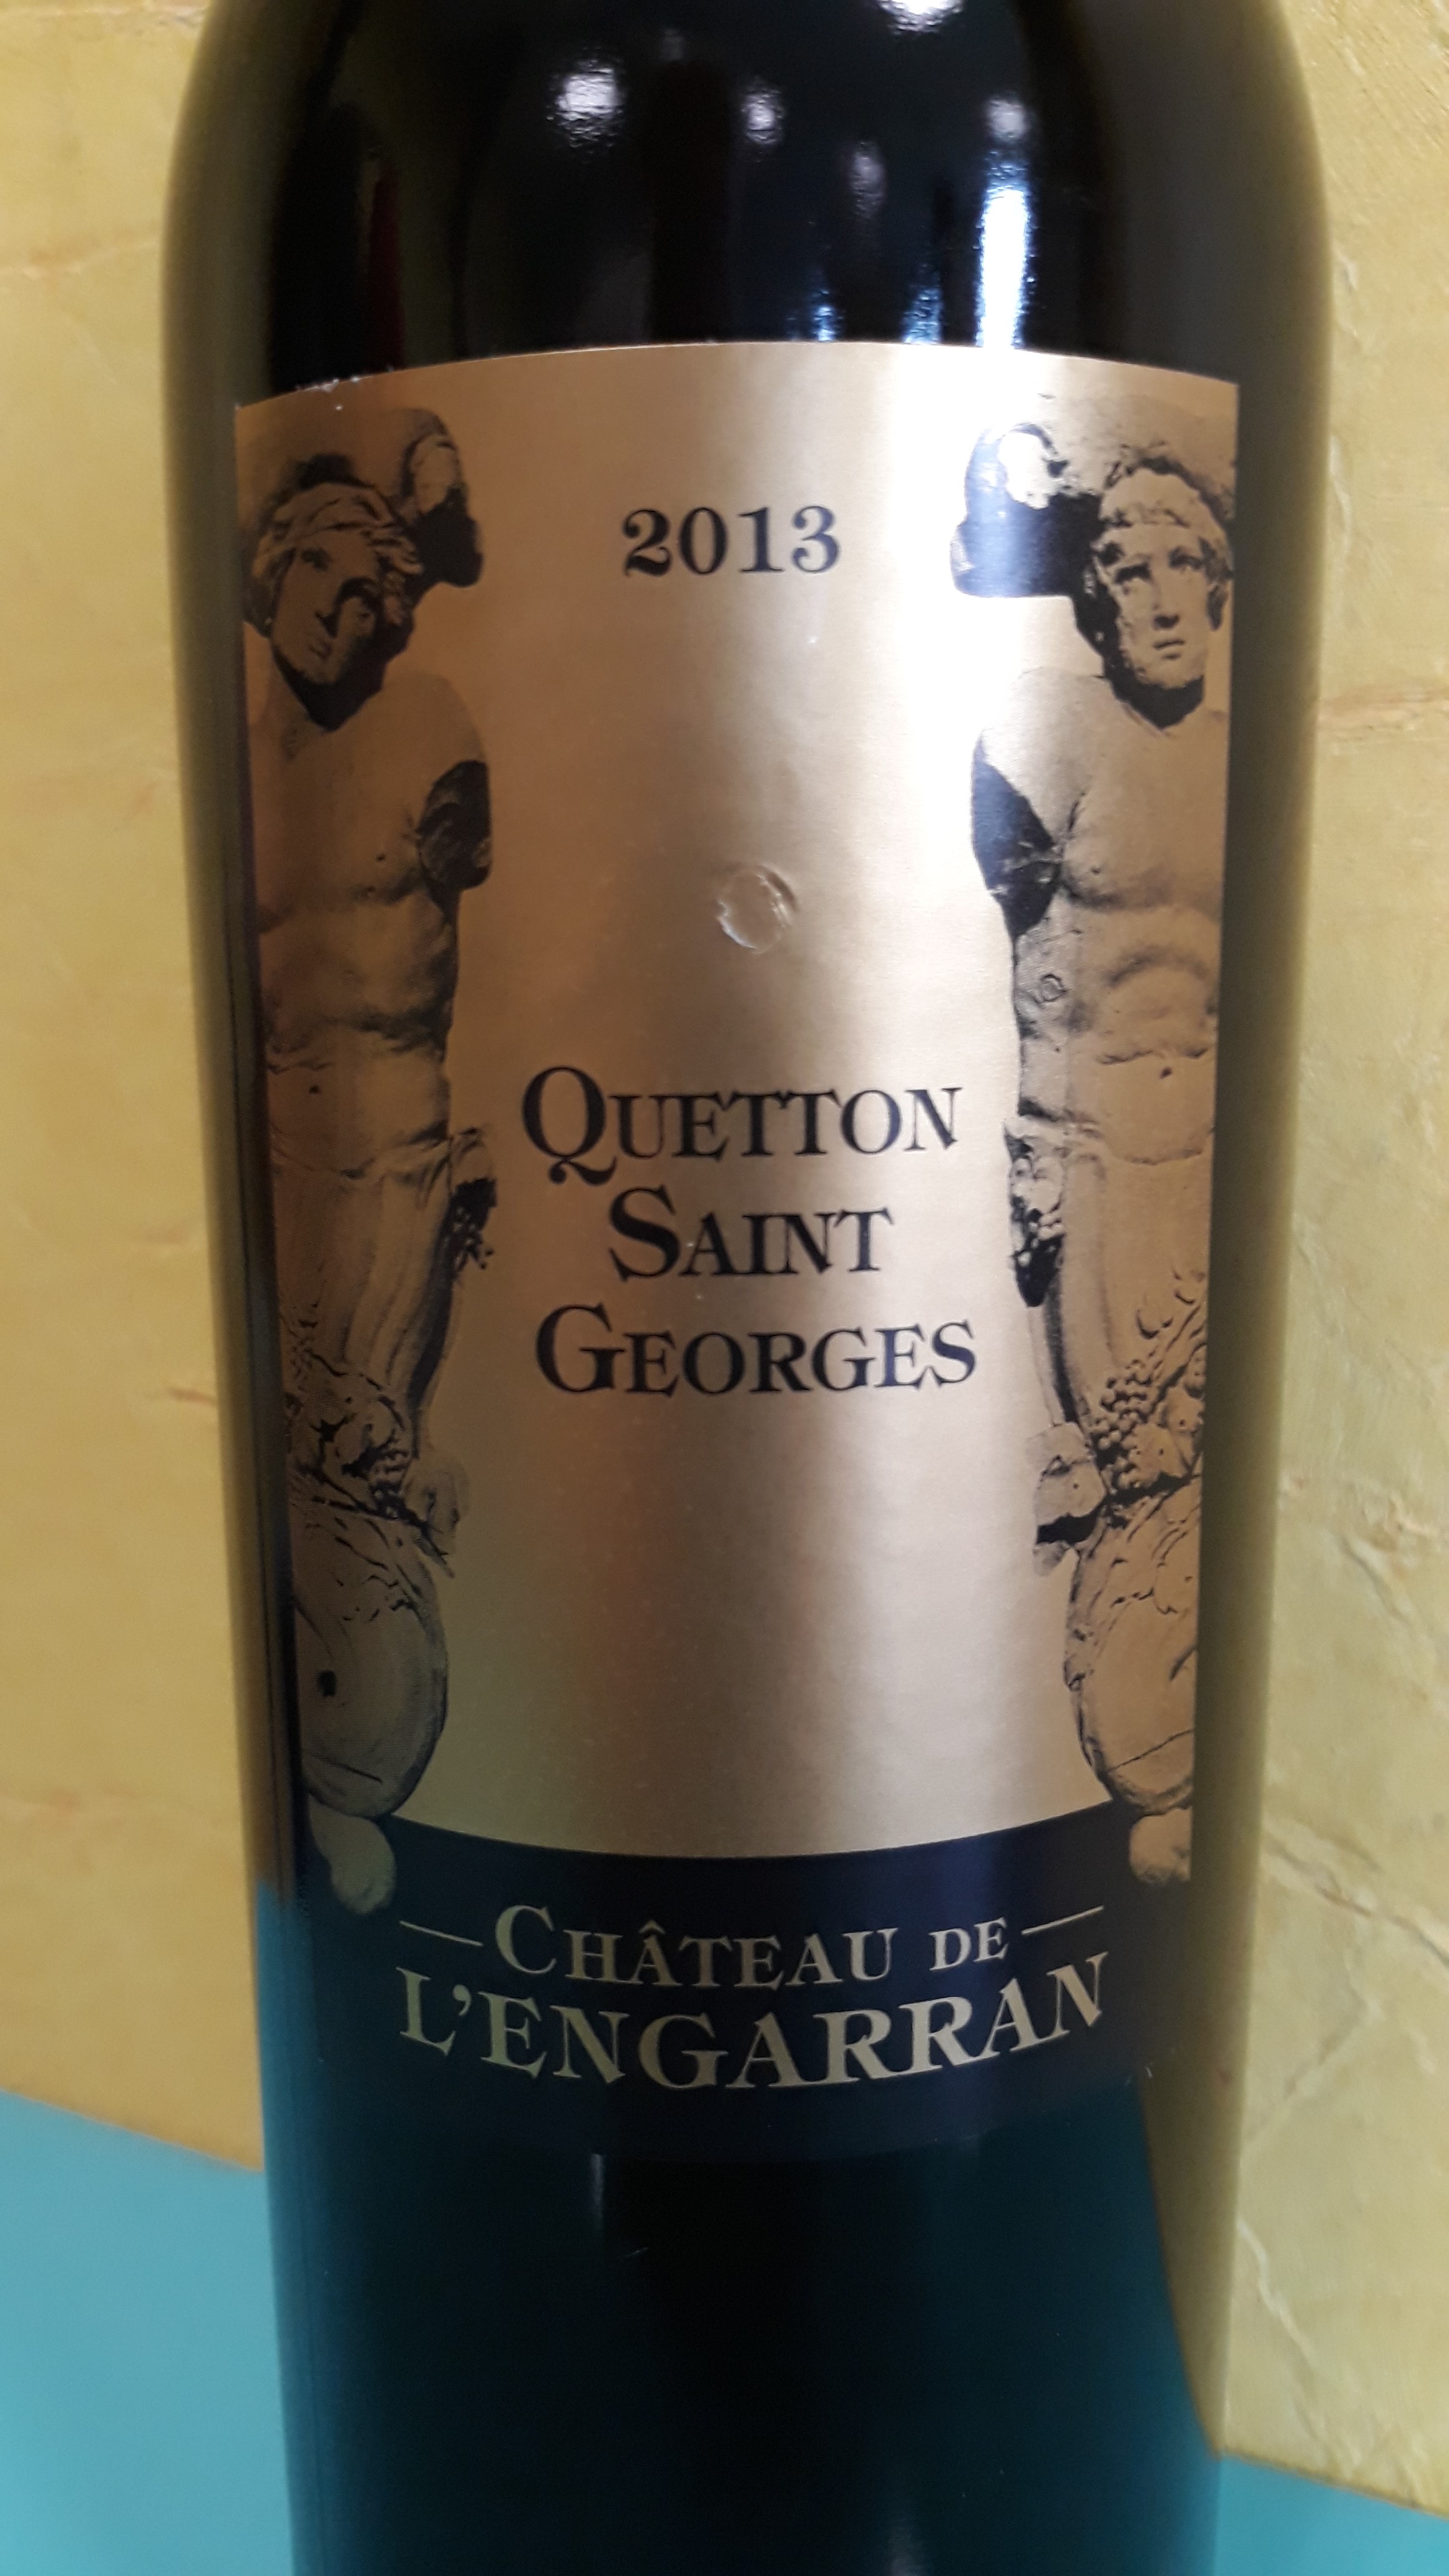 2013
QUETTON
SAINT
GEORGES
CHÂTEAU DE
L'ENGARRAN